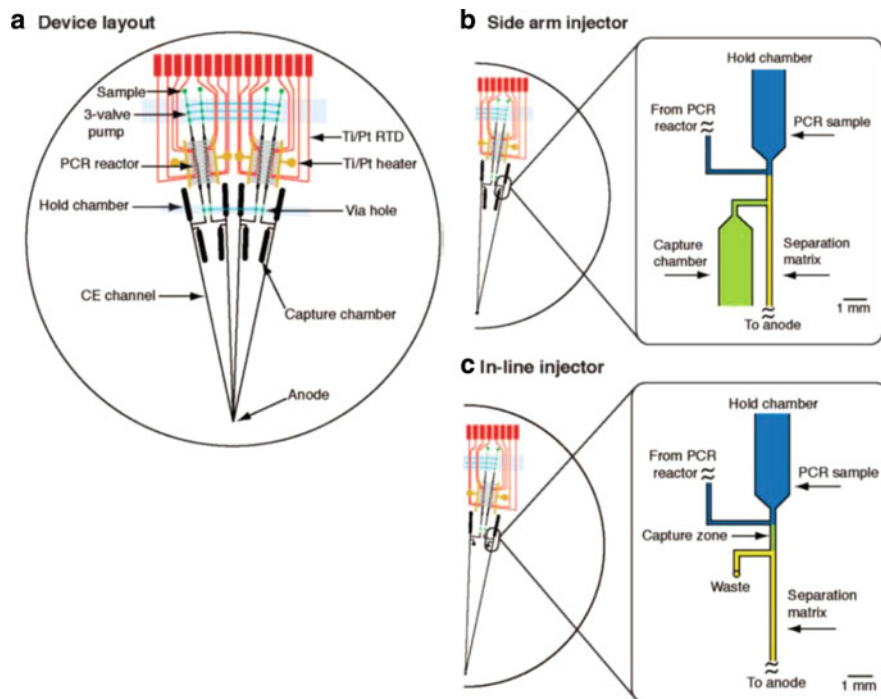 a Device layout
Sample
3-valve
pump
PCR reactor
Hold chamber
CE channel
Ti/Pt RTD
Ti/Pt heater
Via hole
Capture chamber
Anode
b Side arm injector
Hold chamber
From PCR
reactor
PCR sample
Capture
chamber
Separation
matrix
To anode
1 mm
c In-line injector
Hold chamber
From PCR
reactor
PCR sample
Capture zone
Waste
Separation
matrix
To anode
1 mm